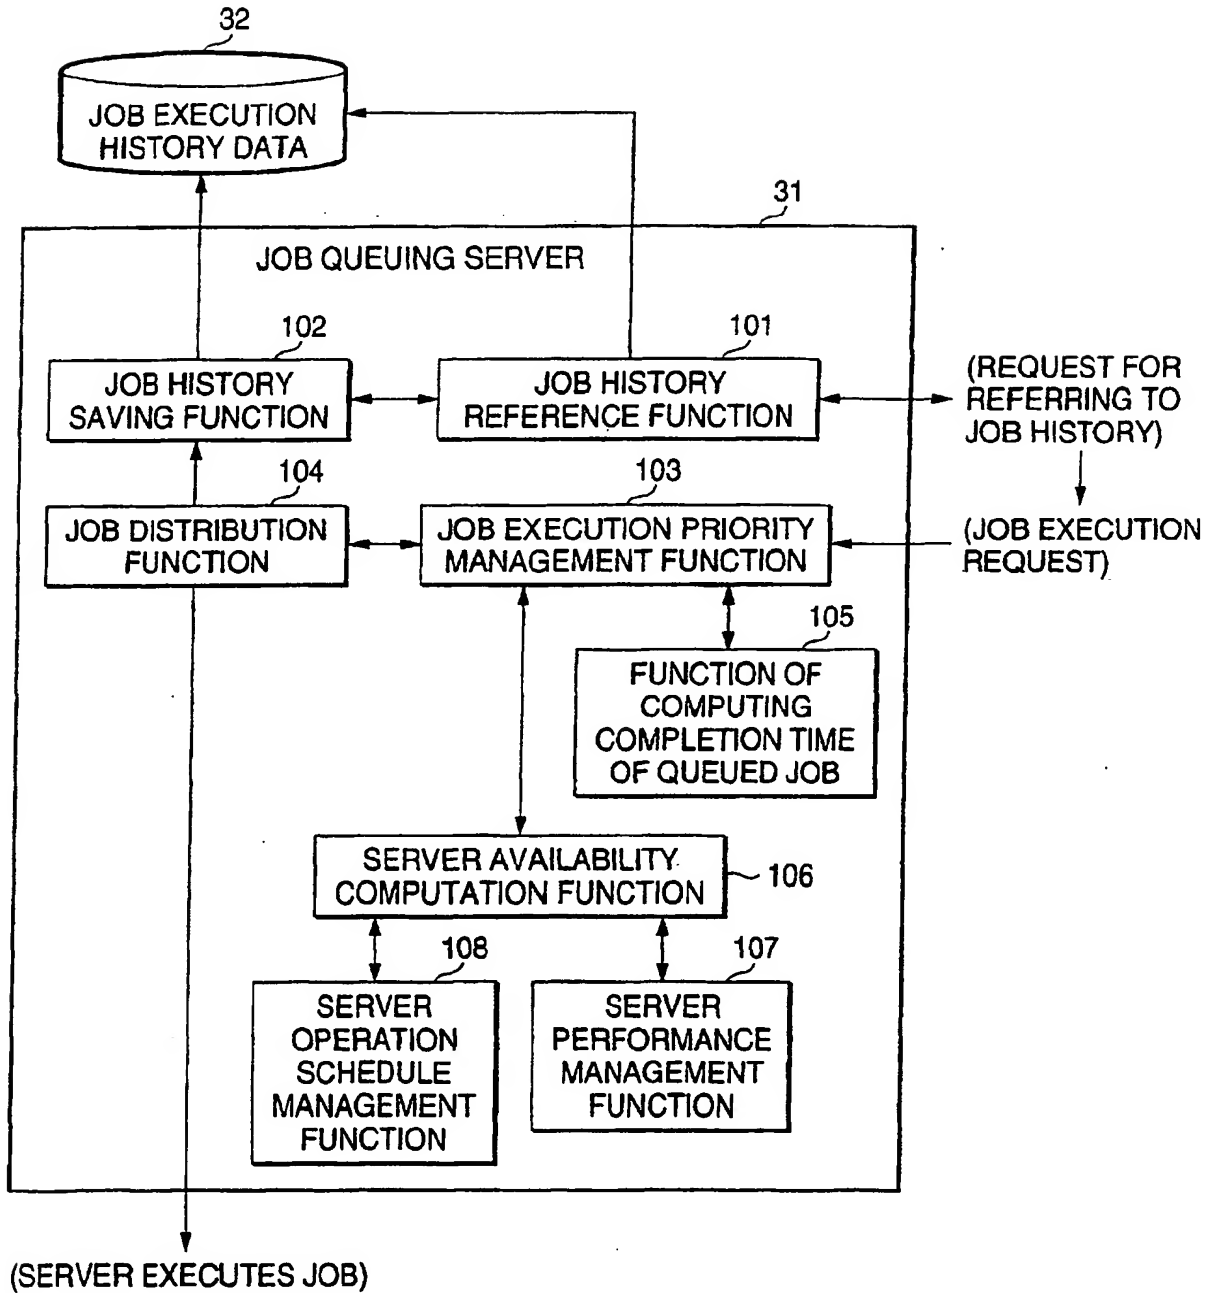 32
JOB EXECUTION
HISTORY DATA
31
JOB QUEUING SERVER
102
JOB HISTORY
SAVING FUNCTION
101
JOB HISTORY
REFERENCE FUNCTION
(REQUEST FOR
REFERRING TO
JOB HISTORY)
104
JOB DISTRIBUTION
FUNCTION
103
JOB EXECUTION PRIORITY
MANAGEMENT FUNCTION
(JOB EXECUTION
REQUEST)
105
FUNCTION OF
COMPUTING
COMPLETION TIME
OF QUEUED JOB
SERVER AVAILABILITY
COMPUTATION FUNCTION
106
108
SERVER
OPERATION
SCHEDULE
MANAGEMENT
FUNCTION
107
SERVER
PERFORMANCE
MANAGEMENT
FUNCTION
(SERVER EXECUTES JOB)